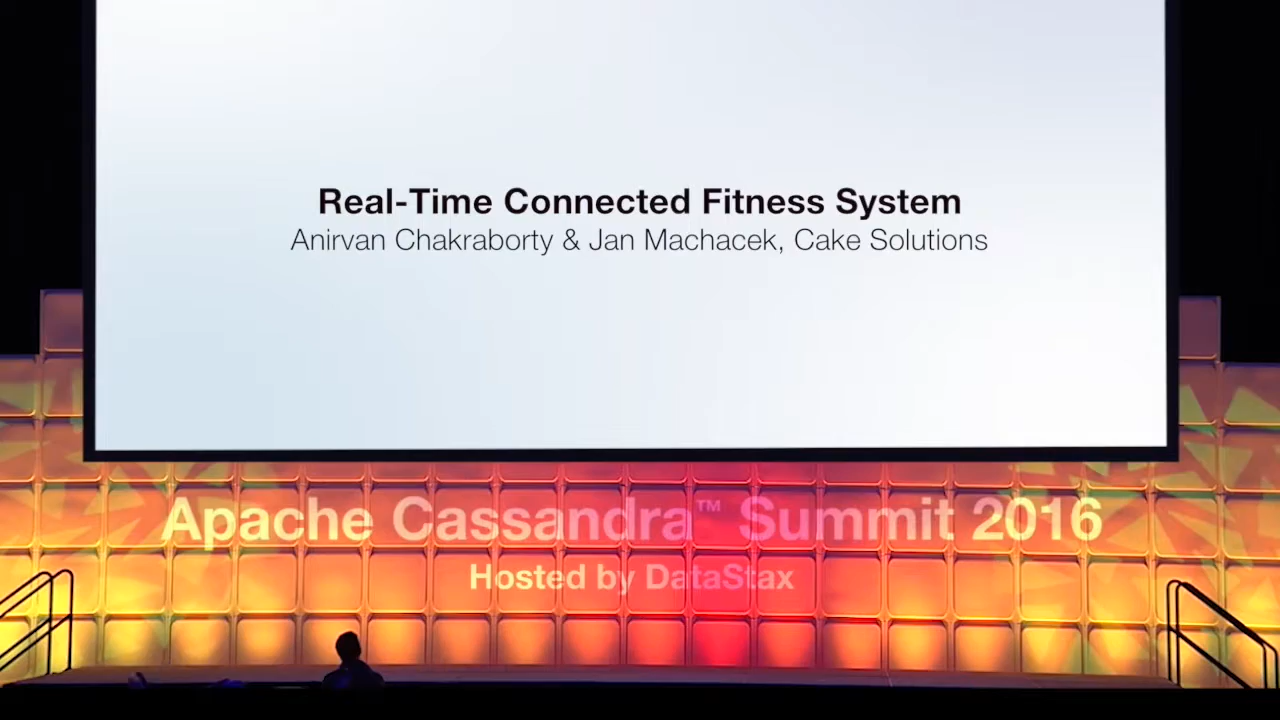 Real-Time Connected Fitness System
Anirvan Chakraborty & Jan Machacek, Cake Solutions
Apache Cassandra™ Summit 2016
Hosted by DataStax